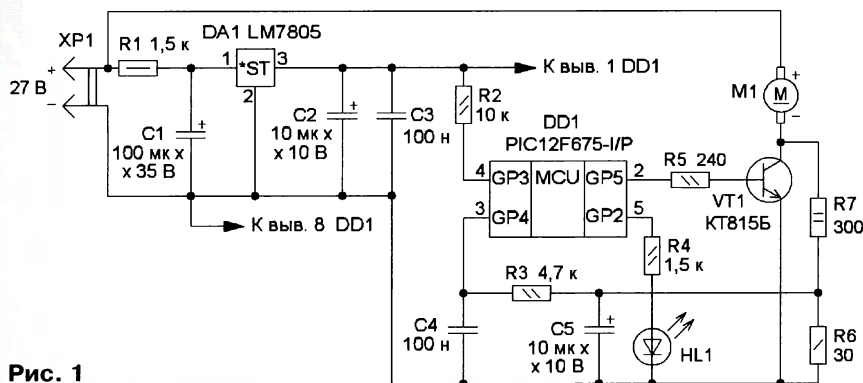 XP1
+
27 В
−
R1 1,5 к
DA1 LM7805
1
*ST
3
2
C1
100 мк х
х 35 В
C2
10 мк х
х 10 В
C3
100 н
К выв. 1 DD1
К выв. 8 DD1
R2
10 к
DD1
PIC12F675-I/P
4
GP3
MCU
GP5
2
3
GP4
GP2
5
R5 240
VT1
КТ815Б
M1
M
+
−
R7
300
R4
1,5 к
R3 4,7 к
C4
100 н
C5
10 мк х
х 10 В
+
HL1
R6
30
Рис. 1